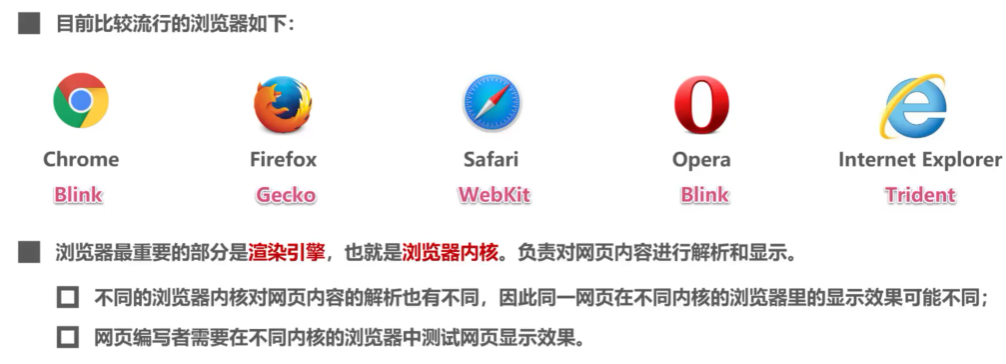 目前比较流行的浏览器如下：
Chrome Firefox Safari Opera Internet Explorer
Blink Gecko WebKit Blink Trident
浏览器最重要的部分是渲染引擎，也就是浏览器内核。负责对网页内容进行解析和显示。
不同的浏览器内核对网页内容的解析也有不同，因此同一网页在不同内核的浏览器里的显示效果可能不同；
网页编写者需要在不同内核的浏览器中测试网页显示效果。